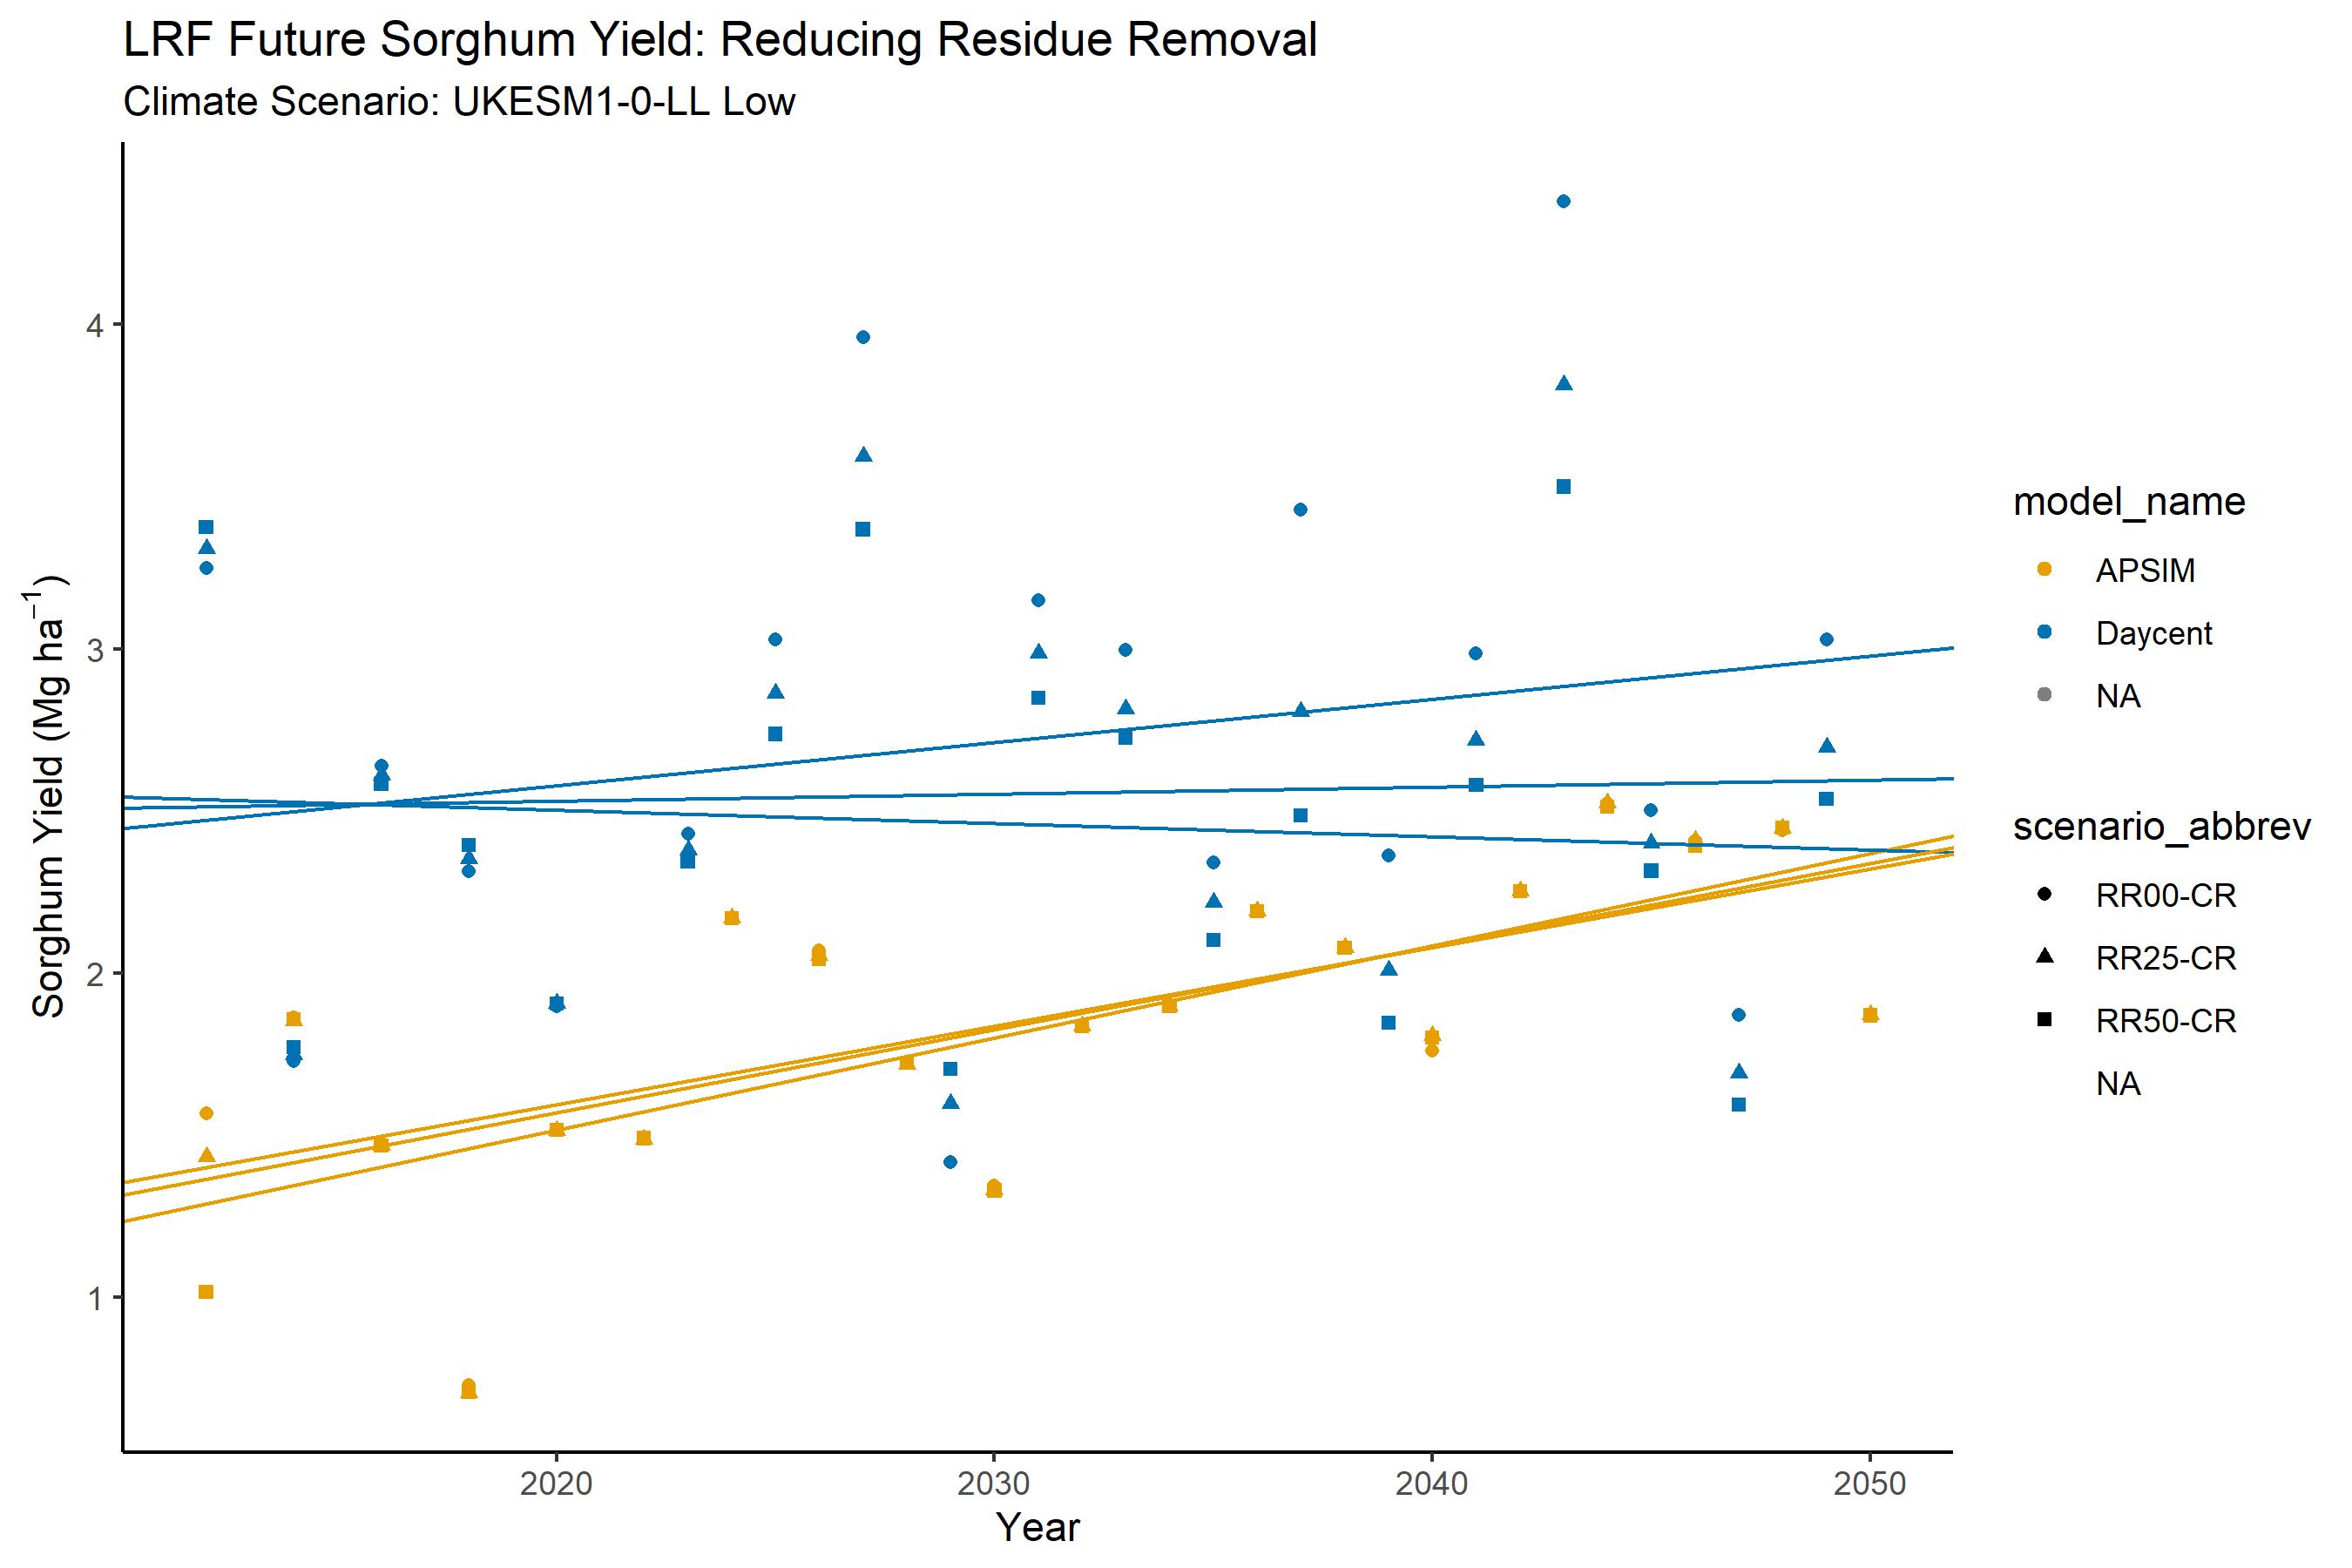 LRF Future Sorghum Yield: Reducing Residue Removal
Climate Scenario: UKESM1-0-LL Low
Sorghum Yield (Mg ha⁻¹)
4
3
2
1
2020
2030
2040
2050
Year
model_name
APSIM
Daycent
NA
scenario_abbrev
RR00-CR
RR25-CR
RR50-CR
NA